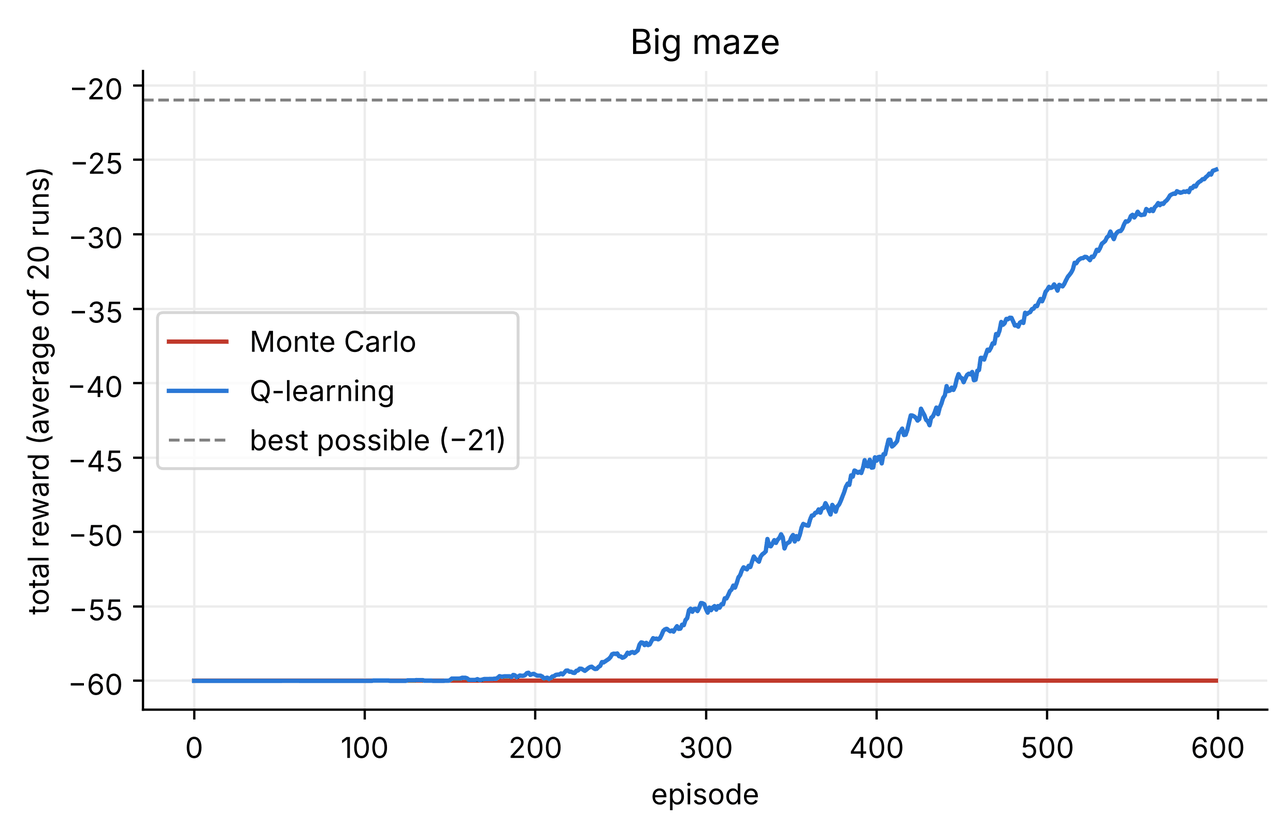 Big maze
total reward (average of 20 runs)
−20
−25
−30
−35
−40
−45
−50
−55
−60
Monte Carlo
Q-learning
best possible (−21)
0 100 200 300 400 500 600
episode